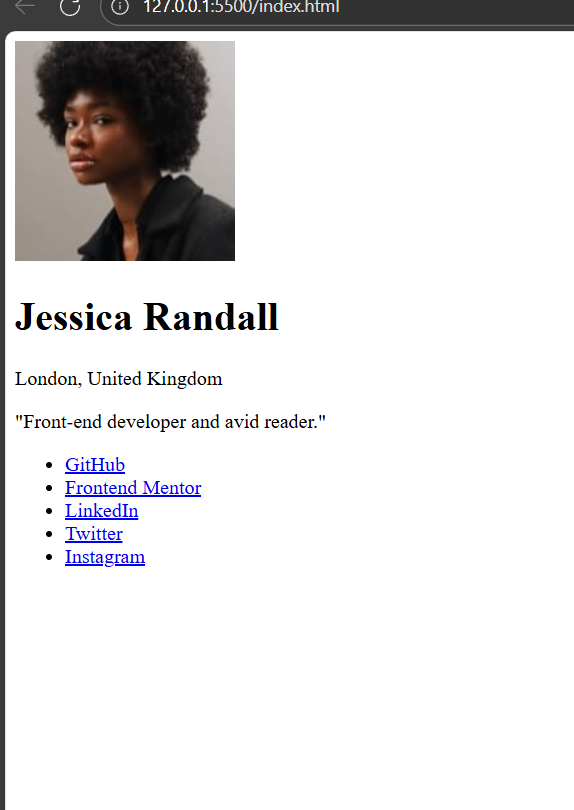 127.0.0.1:5500/index.html
Jessica Randall
London, United Kingdom
"Front-end developer and avid reader."
GitHub
Frontend Mentor
LinkedIn
Twitter
Instagram